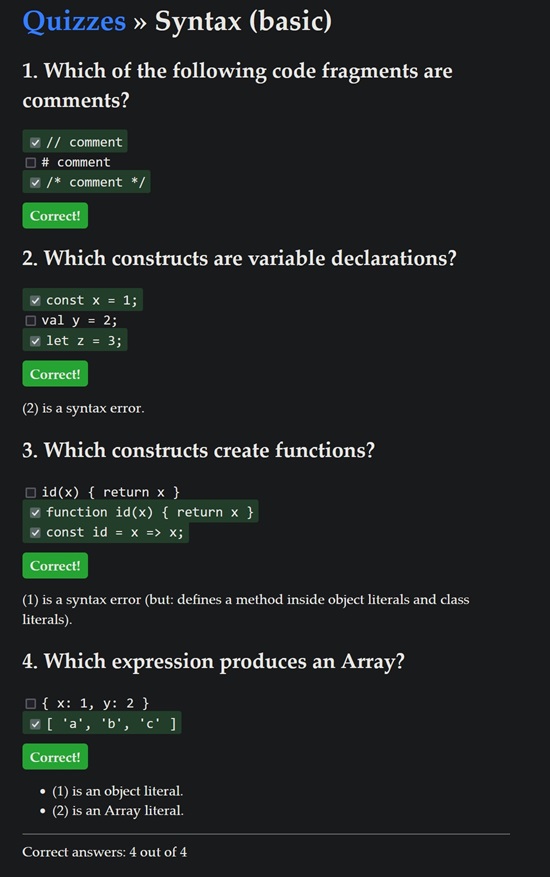 Quizzes » Syntax (basic)
1. Which of the following code fragments are
comments?
// comment
# comment
/* comment */
Correct!
2. Which constructs are variable declarations?
const x = 1;
val y = 2;
let z = 3;
Correct!
(2) is a syntax error.
3. Which constructs create functions?
id(x) { return x }
function id(x) { return x }
const id = x => x;
Correct!
(1) is a syntax error (but: defines a method inside object literals and class
literals).
4. Which expression produces an Array?
{ x: 1, y: 2 }
[ 'a', 'b', 'c' ]
Correct!
• (1) is an object literal.
• (2) is an Array literal.
Correct answers: 4 out of 4